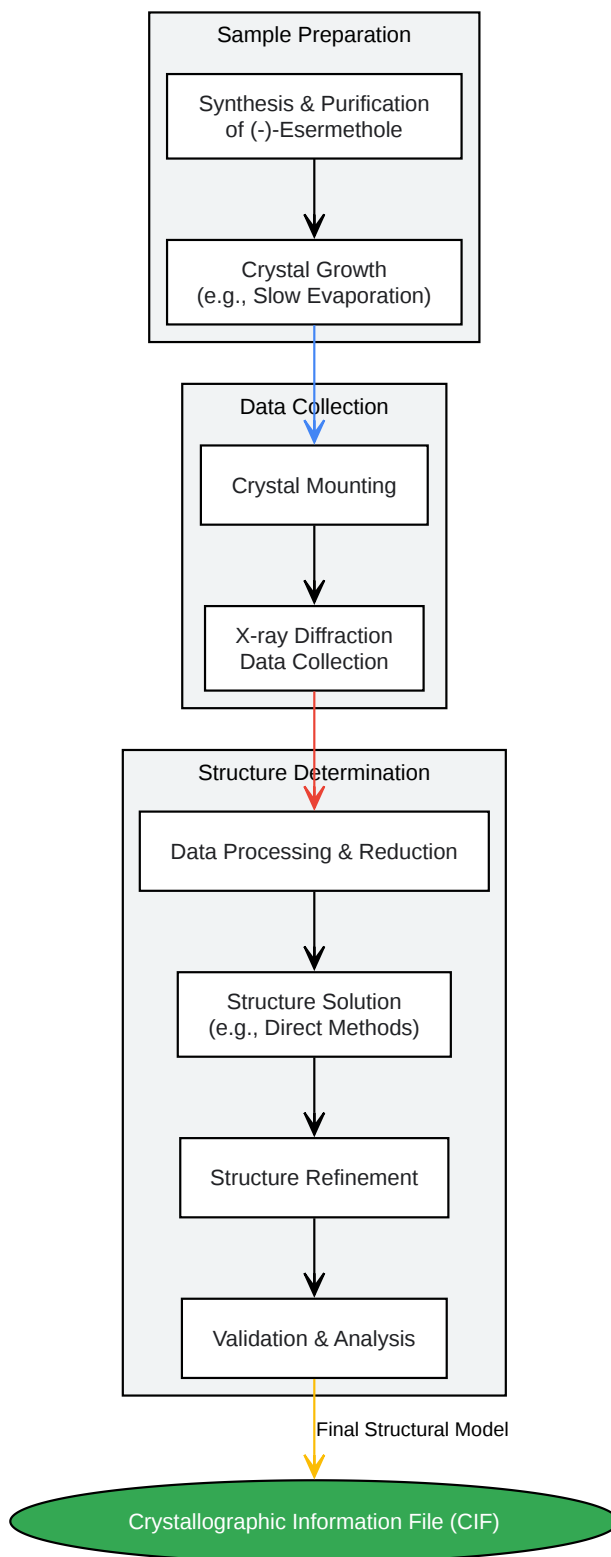 Sample Preparation
Synthesis & Purification
of (-)-Esermethole
Crystal Growth
(e.g., Slow Evaporation)
Data Collection
Crystal Mounting
X-ray Diffraction
Data Collection
Structure Determination
Data Processing & Reduction
Structure Solution
(e.g., Direct Methods)
Structure Refinement
Validation & Analysis
Final Structural Model
Crystallographic Information File (CIF)